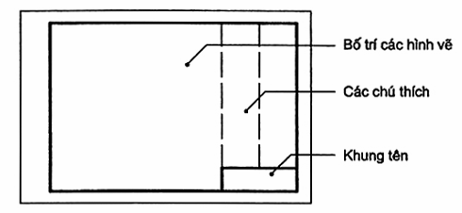 Bố trí các hình vẽ
Các chú thích
Khung tên